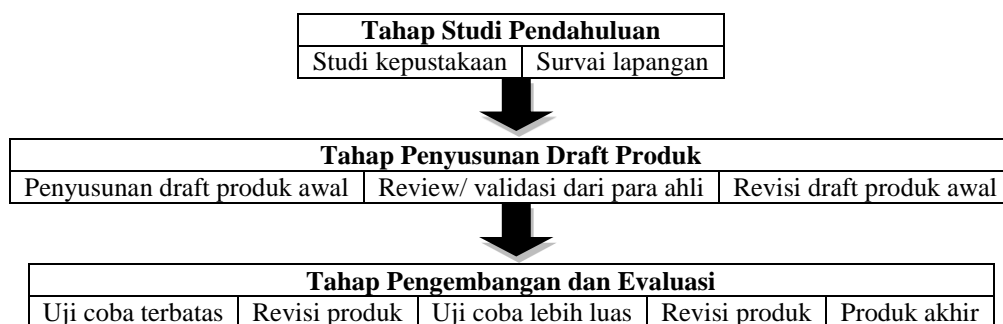 Tahap Studi Pendahuluan
Studi kepustakaan Survai lapangan
Tahap Penyusunan Draft Produk
Penyusunan draft produk awal Review/ validasi dari para ahli Revisi draft produk awal
Tahap Pengembangan dan Evaluasi
Uji coba terbatas Revisi produk Uji coba lebih luas Revisi produk Produk akhir